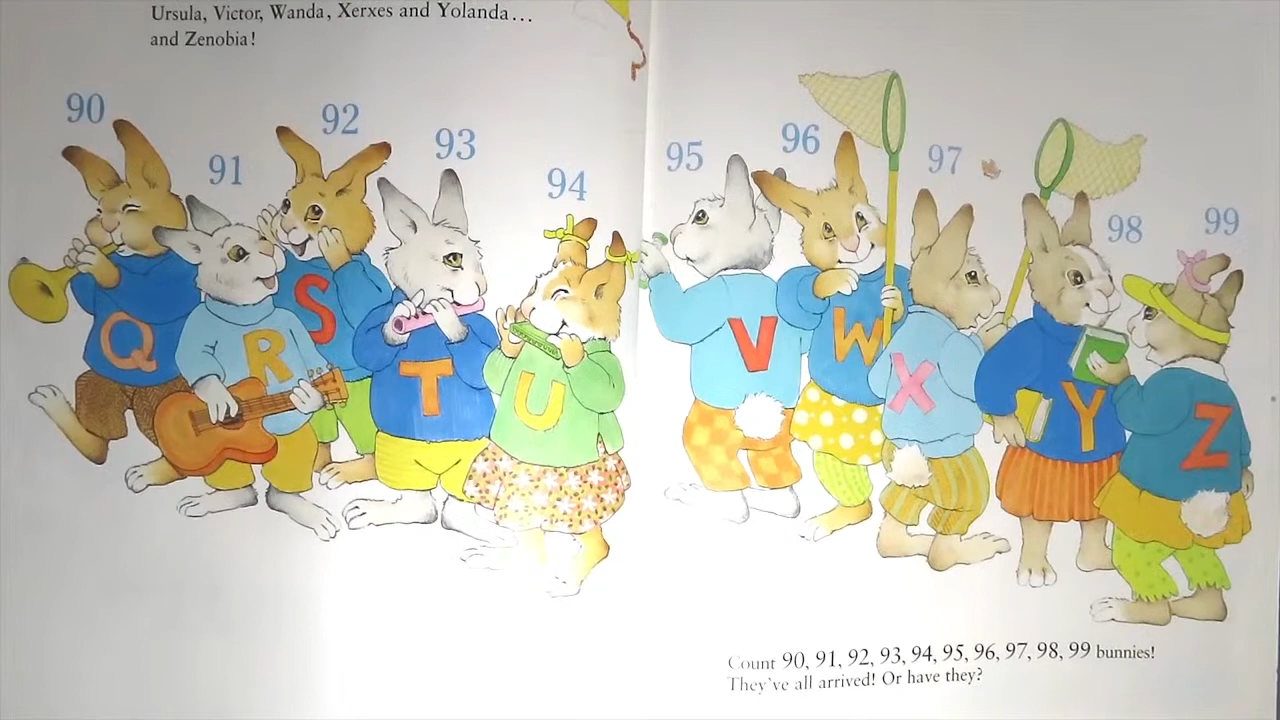 Ursula, Victor, Wanda, Xerxes and Yolanda...
and Zenobia!
90
91
92
93
94
95
96
97
98
99
Q
R
S
T
U
V
W
X
Y
Z
Count 90, 91, 92, 93, 94, 95, 96, 97, 98, 99 bunnies!
They've all arrived! Or have they?